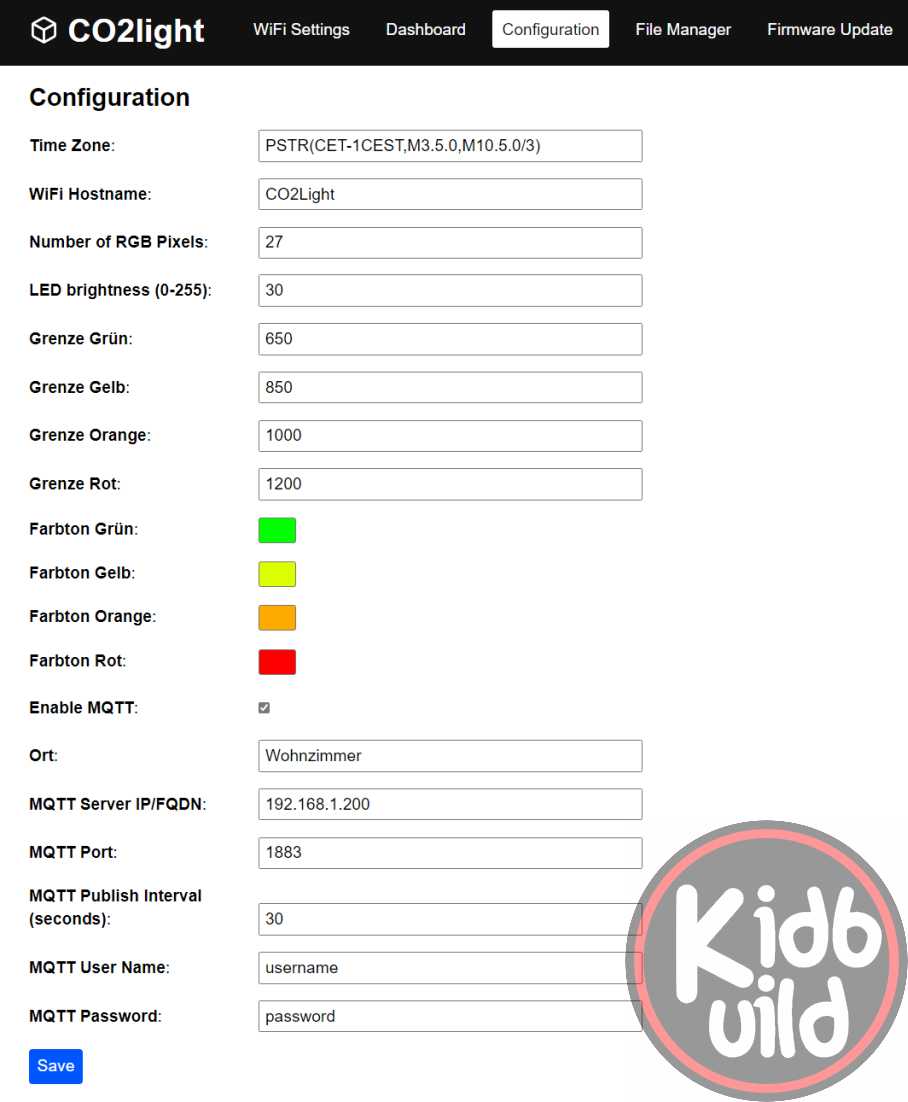 CO2light WiFi Settings Dashboard Configuration File Manager Firmware Update
Configuration
Time Zone: PSTR(CET-1CEST,M3.5.0,M10.5.0/3)
WiFi Hostname: CO2Light
Number of RGB Pixels: 27
LED brightness (0-255): 30
Grenze Grün: 650
Grenze Gelb: 850
Grenze Orange: 1000
Grenze Rot: 1200
Farbton Grün:
Farbton Gelb:
Farbton Orange:
Farbton Rot:
Enable MQTT:
Ort: Wohnzimmer
MQTT Server IP/FQDN: 192.168.1.200
MQTT Port: 1883
MQTT Publish Interval
(seconds): 30
MQTT User Name: username
MQTT Password: password
Save
Kidb
uild